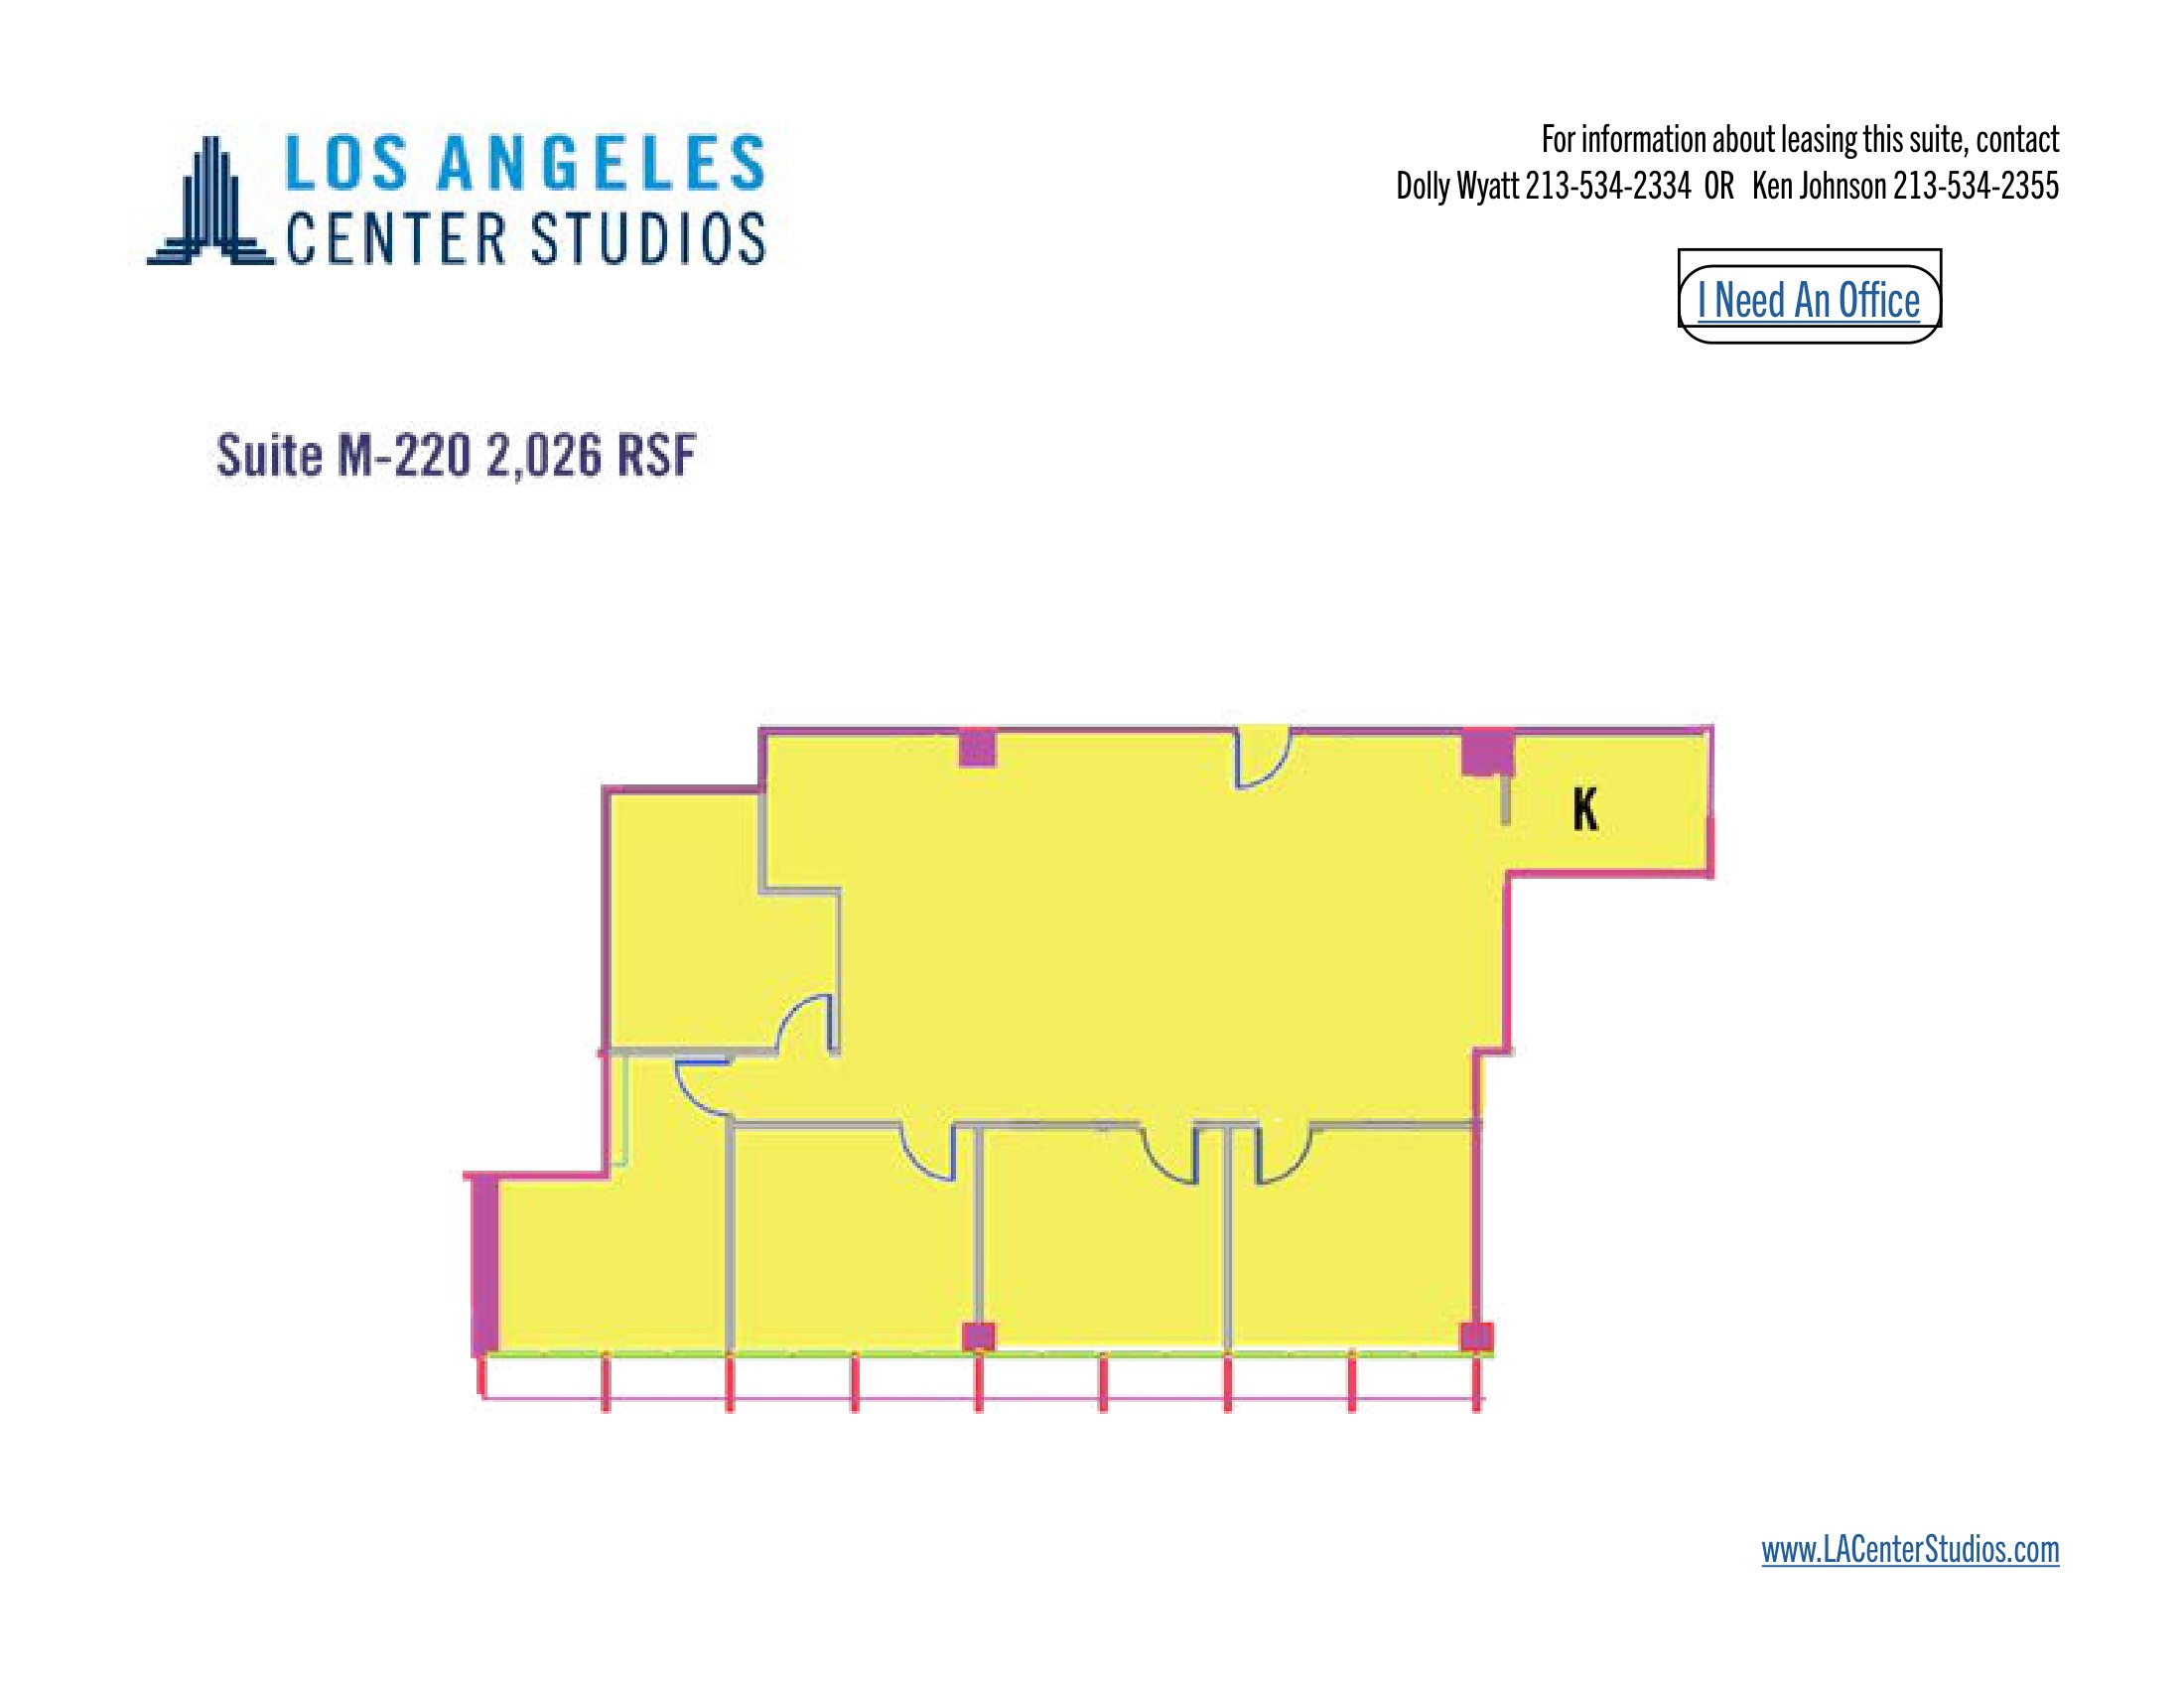 LOS ANGELES
CENTER STUDIOS
For information about leasing this suite, contact
Dolly Wyatt 213-534-2334 OR Ken Johnson 213-534-2355
I Need An Office
Suite M-220 2,026 RSF
K
www.LACenterStudios.com